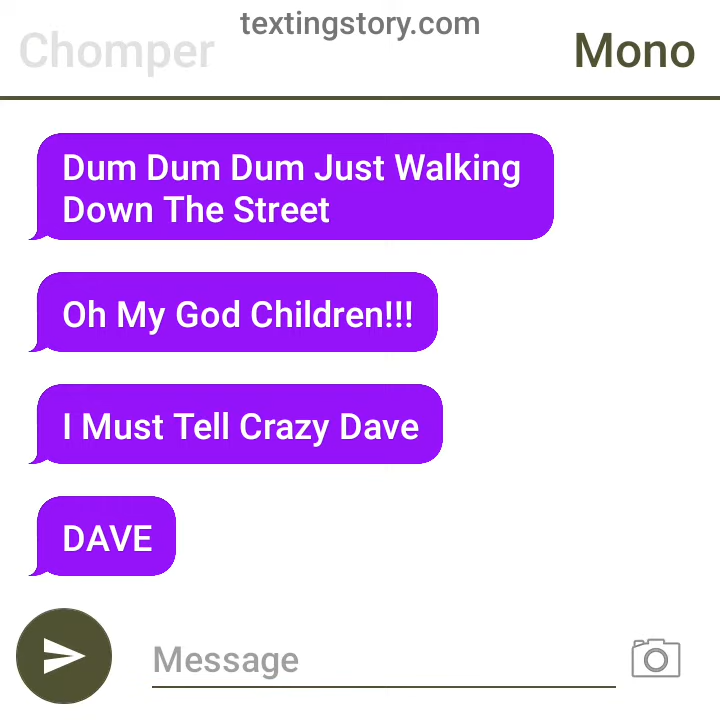 textingstory.com
Chomper
Mono
Dum Dum Dum Just Walking
Down The Street
Oh My God Children!!!
I Must Tell Crazy Dave
DAVE
Message